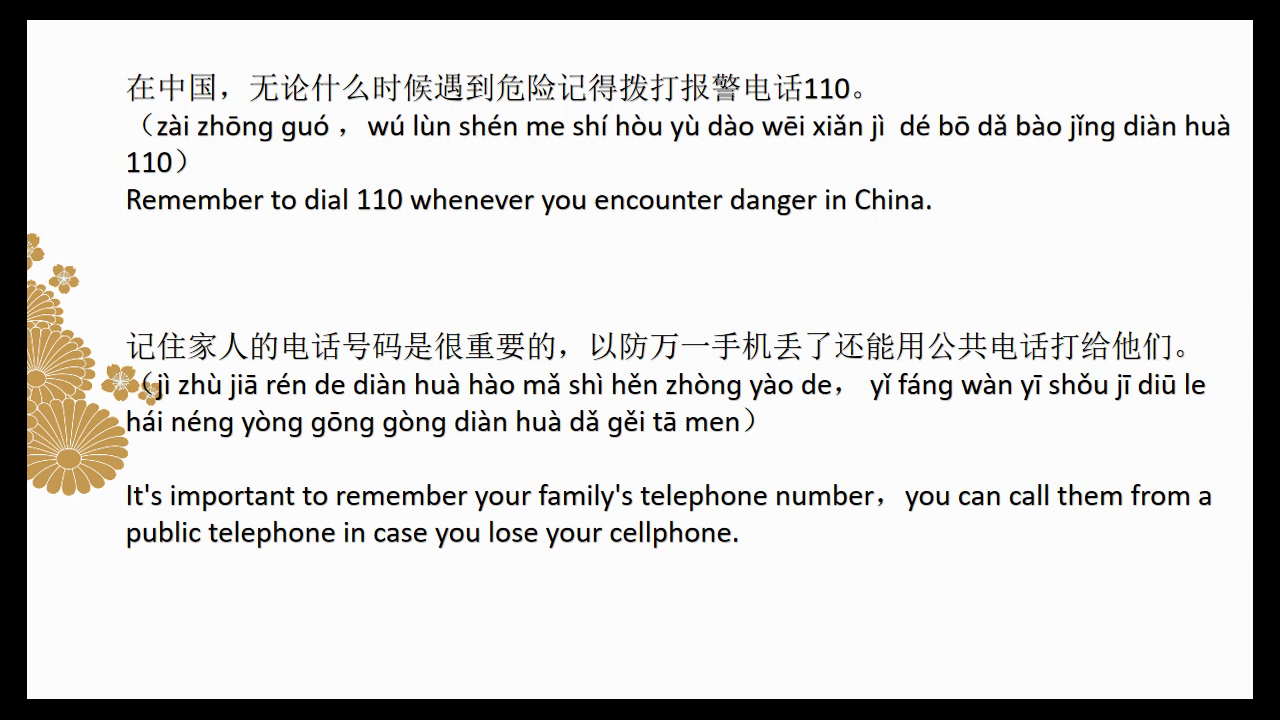 在中国，无论什么时候遇到危险记得拨打报警电话110。
（zài zhōng guó ，wú lùn shén me shí hòu yù dào wēi xiǎn jì  dé bō dǎ bào jǐng diàn huà
110）
Remember to dial 110 whenever you encounter danger in China.
记住家人的电话号码是很重要的，以防万一手机丢了还能用公共电话打给他们。
（jì zhù jiā rén de diàn huà hào mǎ shì hěn zhòng yào de， yǐ fáng wàn yī shǒu jī diū le
hái néng yòng gōng gòng diàn huà dǎ gěi tā men）
It's important to remember your family's telephone number，you can call them from a
public telephone in case you lose your cellphone.